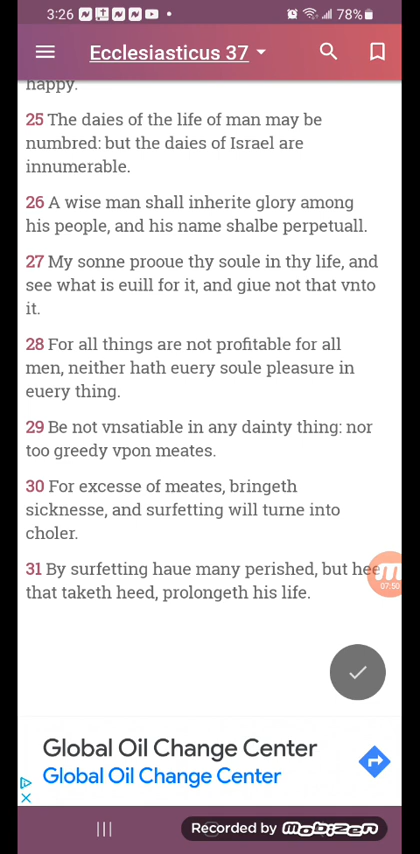 3:26
78%
Ecclesiasticus 37
happy.
25 The daies of the life of man may be
numbred: but the daies of Israel are
innumerable.
26 A wise man shall inherite glory among
his people, and his name shalbe perpetuall.
27 My sonne prooue thy soule in thy life, and
see what is euill for it, and giue not that vnto
it.
28 For all things are not profitable for all
men, neither hath euery soule pleasure in
euery thing.
29 Be not vnsatiable in any dainty thing: nor
too greedy vpon meates.
30 For excesse of meates, bringeth
sicknesse, and surfetting will turne into
choler.
31 By surfetting haue many perished, but hee
that taketh heed, prolongeth his life.
07:50
Global Oil Change Center
Global Oil Change Center
Recorded by mobizen